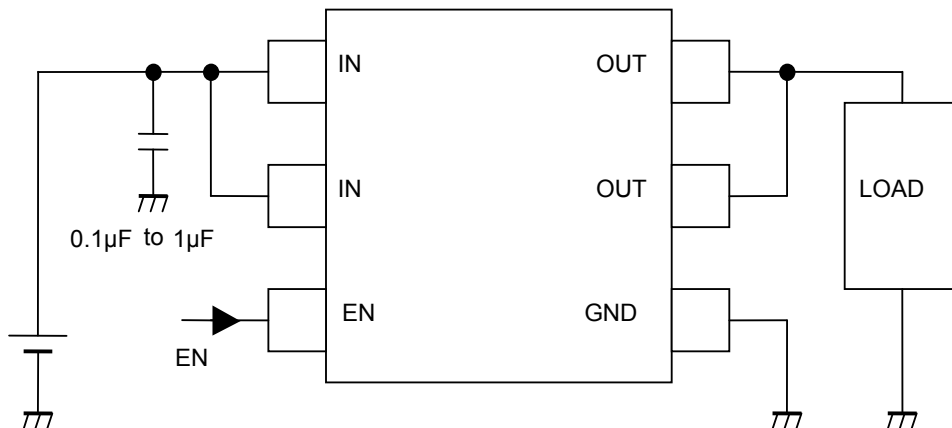 IN
OUT
IN
OUT
LOAD
0.1µF to 1µF
EN
GND
EN